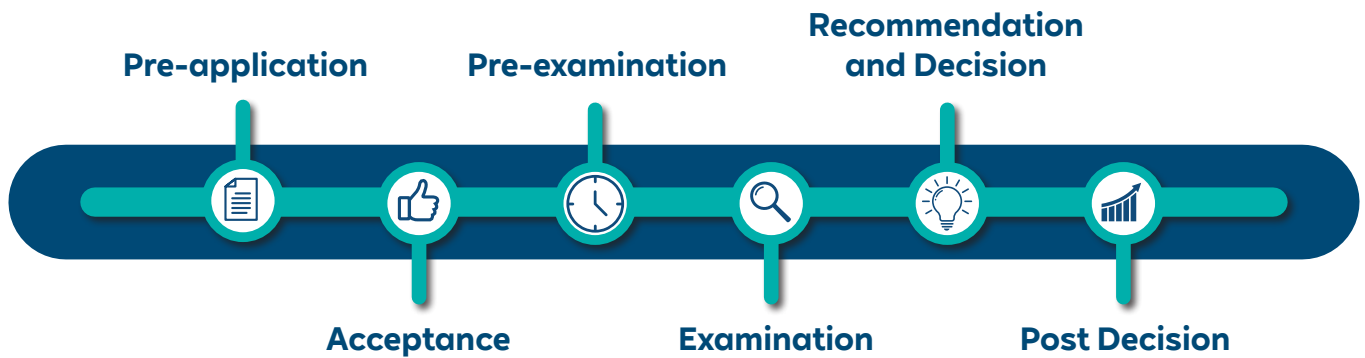 Pre-application
Acceptance
Pre-examination
Examination
Recommendation
and Decision
Post Decision